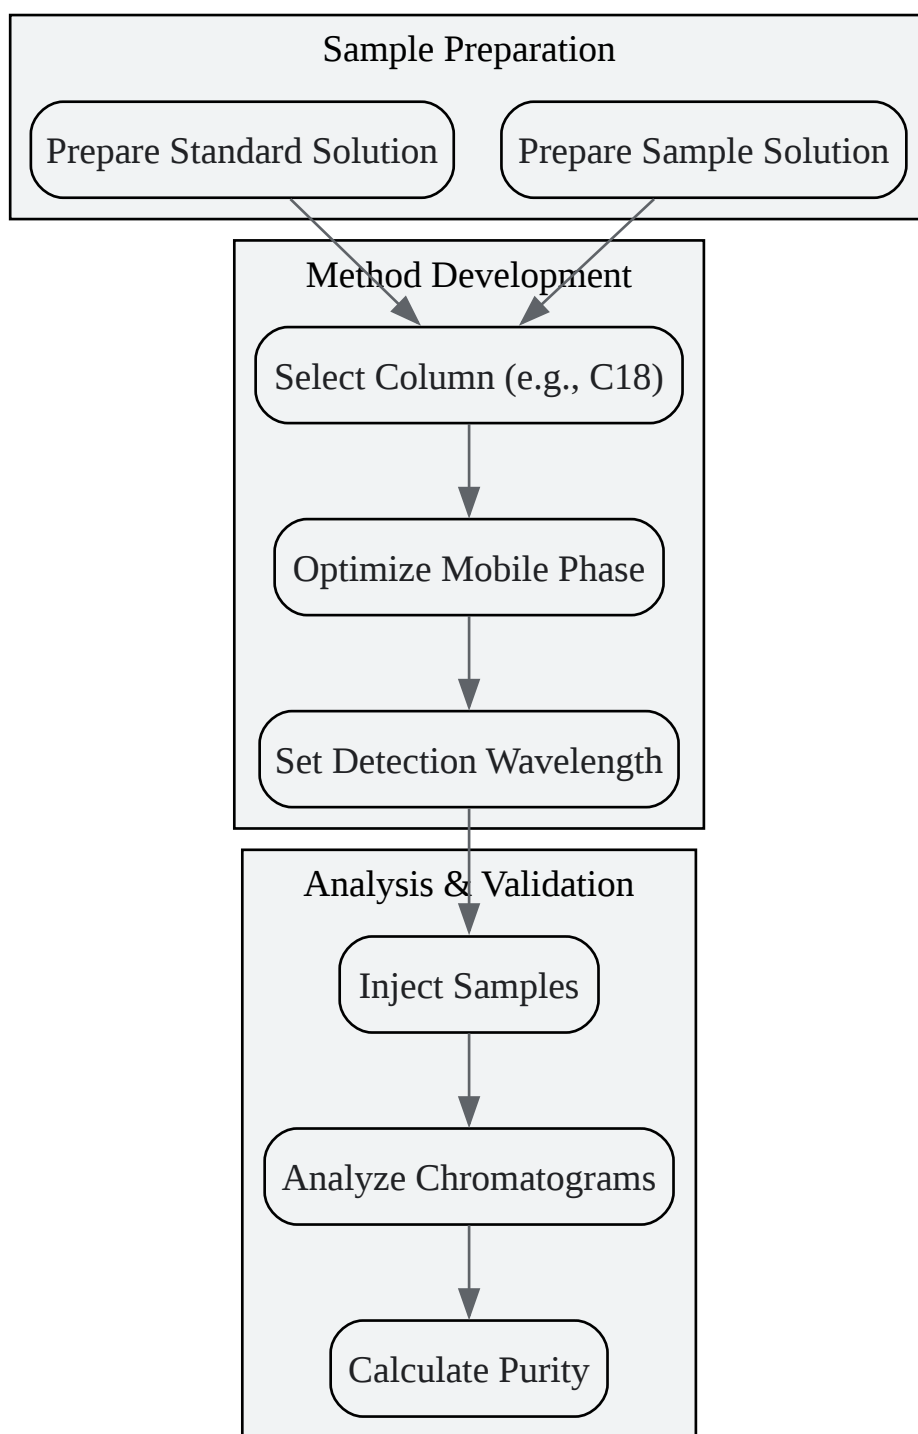 Sample Preparation
Prepare Standard Solution
Prepare Sample Solution
Method Development
Select Column (e.g., C18)
Optimize Mobile Phase
Set Detection Wavelength
Analysis & Validation
Inject Samples
Analyze Chromatograms
Calculate Purity